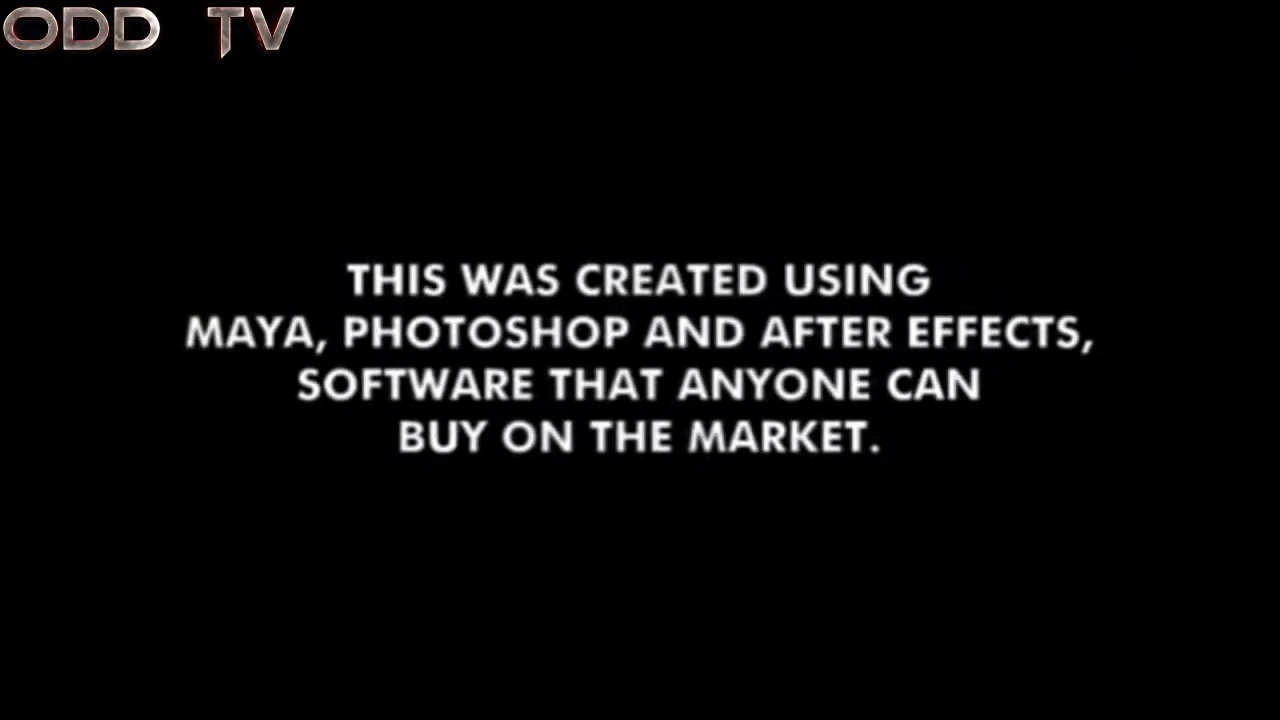 ODD TV
THIS WAS CREATED USING
MAYA, PHOTOSHOP AND AFTER EFFECTS,
SOFTWARE THAT ANYONE CAN
BUY ON THE MARKET.